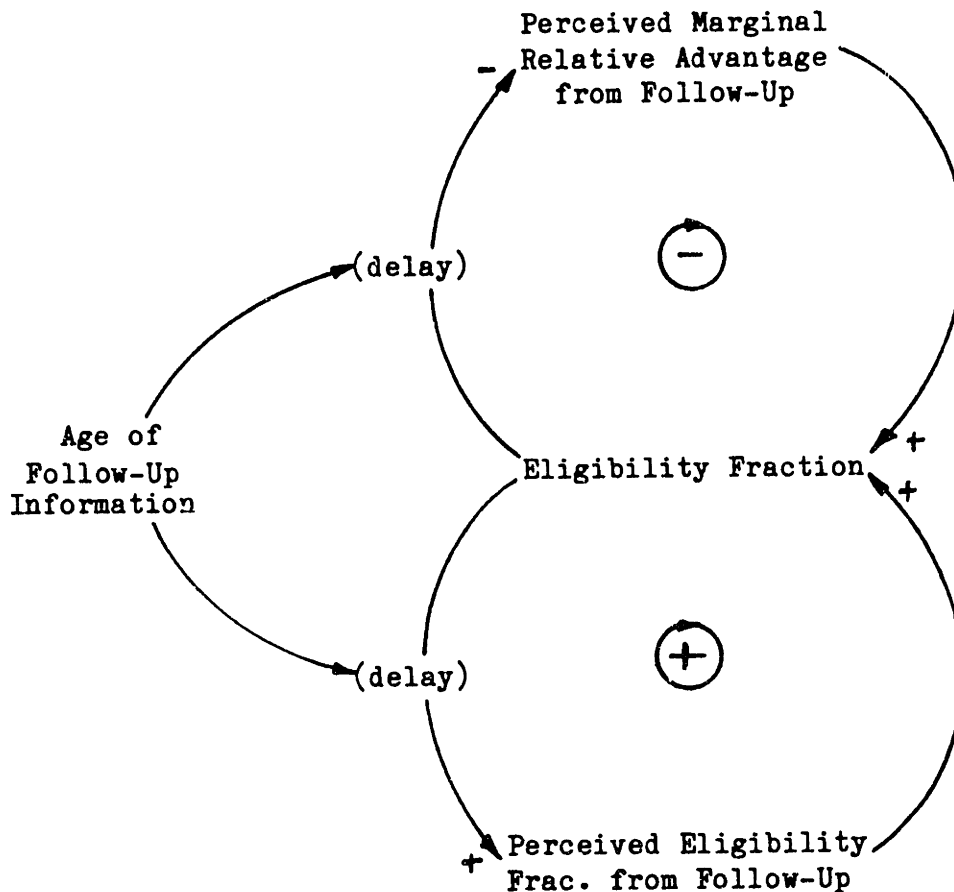 Perceived Marginal
Relative Advantage
from Follow-Up
-
(delay)
-
Age of
Follow-Up
Information
Eligibility Fraction
+
+
(delay)
+
+
Perceived Eligibility
Frac. from Follow-Up